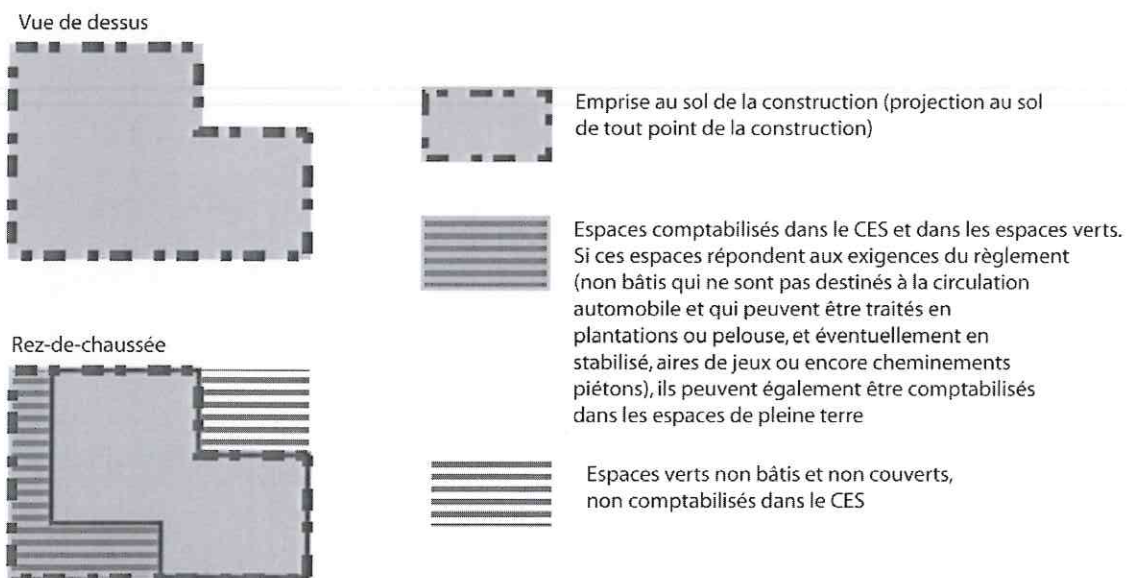 Vue de dessus
Emprise au sol de la construction (projection au sol
de tout point de la construction)
Espaces comptabilisés dans le CES et dans les espaces verts.
Si ces espaces répondent aux exigences du règlement
(non bâtis qui ne sont pas destinés à la circulation
automobile et qui peuvent être traités en
plantations ou pelouse, et éventuellement en
stabilisé, aires de jeux ou encore cheminements
piétons), ils peuvent également être comptabilisés
dans les espaces de pleine terre
Rez-de-chaussée
Espaces verts non bâtis et non couverts,
non comptabilisés dans le CES